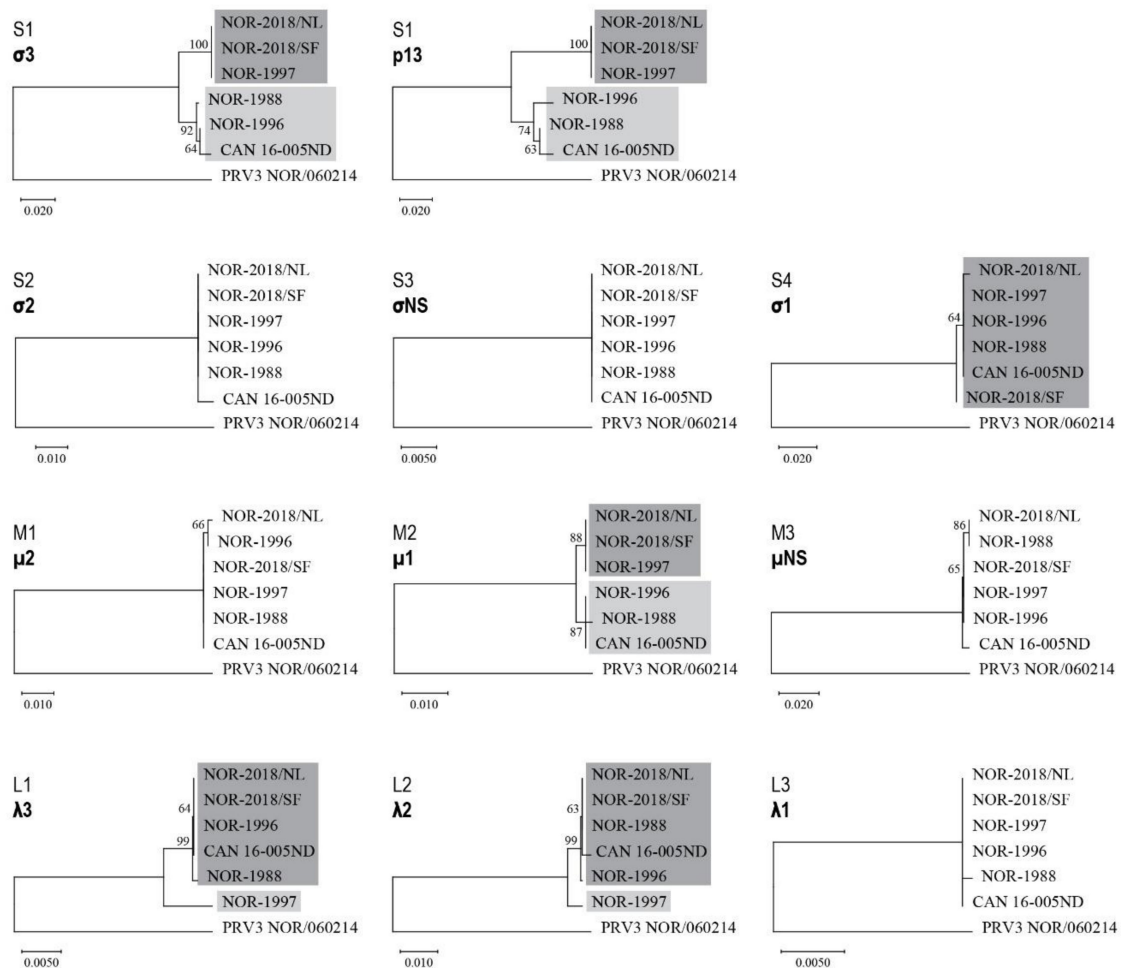 S1
σ3
100
NOR-2018/NL
NOR-2018/SF
NOR-1997
NOR-1988
92
NOR-1996
64
CAN 16-005ND
PRV3 NOR/060214
0.020
S1
p13
100
NOR-2018/NL
NOR-2018/SF
NOR-1997
NOR-1996
74
NOR-1988
63
CAN 16-005ND
PRV3 NOR/060214
0.020
S2
σ2
NOR-2018/NL
NOR-2018/SF
NOR-1997
NOR-1996
NOR-1988
CAN 16-005ND
PRV3 NOR/060214
0.010
S3
σNS
NOR-2018/NL
NOR-2018/SF
NOR-1997
NOR-1996
NOR-1988
CAN 16-005ND
PRV3 NOR/060214
0.0050
S4
σ1
NOR-2018/NL
NOR-1997
64
NOR-1996
NOR-1988
CAN 16-005ND
NOR-2018/SF
PRV3 NOR/060214
0.020
M1
μ2
66
NOR-2018/NL
NOR-1996
NOR-2018/SF
NOR-1997
NOR-1988
CAN 16-005ND
PRV3 NOR/060214
0.010
M2
μ1
88
NOR-2018/NL
NOR-2018/SF
NOR-1997
NOR-1996
NOR-1988
87
CAN 16-005ND
PRV3 NOR/060214
0.010
M3
μNS
86
NOR-2018/NL
NOR-1988
65
NOR-2018/SF
NOR-1997
NOR-1996
CAN 16-005ND
PRV3 NOR/060214
0.020
L1
λ3
64
99
NOR-2018/NL
NOR-2018/SF
NOR-1996
CAN 16-005ND
NOR-1988
NOR-1997
PRV3 NOR/060214
0.0050
L2
λ2
63
99
NOR-2018/NL
NOR-2018/SF
NOR-1988
CAN 16-005ND
NOR-1996
NOR-1997
PRV3 NOR/060214
0.010
L3
λ1
NOR-2018/NL
NOR-2018/SF
NOR-1997
NOR-1996
NOR-1988
CAN 16-005ND
PRV3 NOR/060214
0.0050